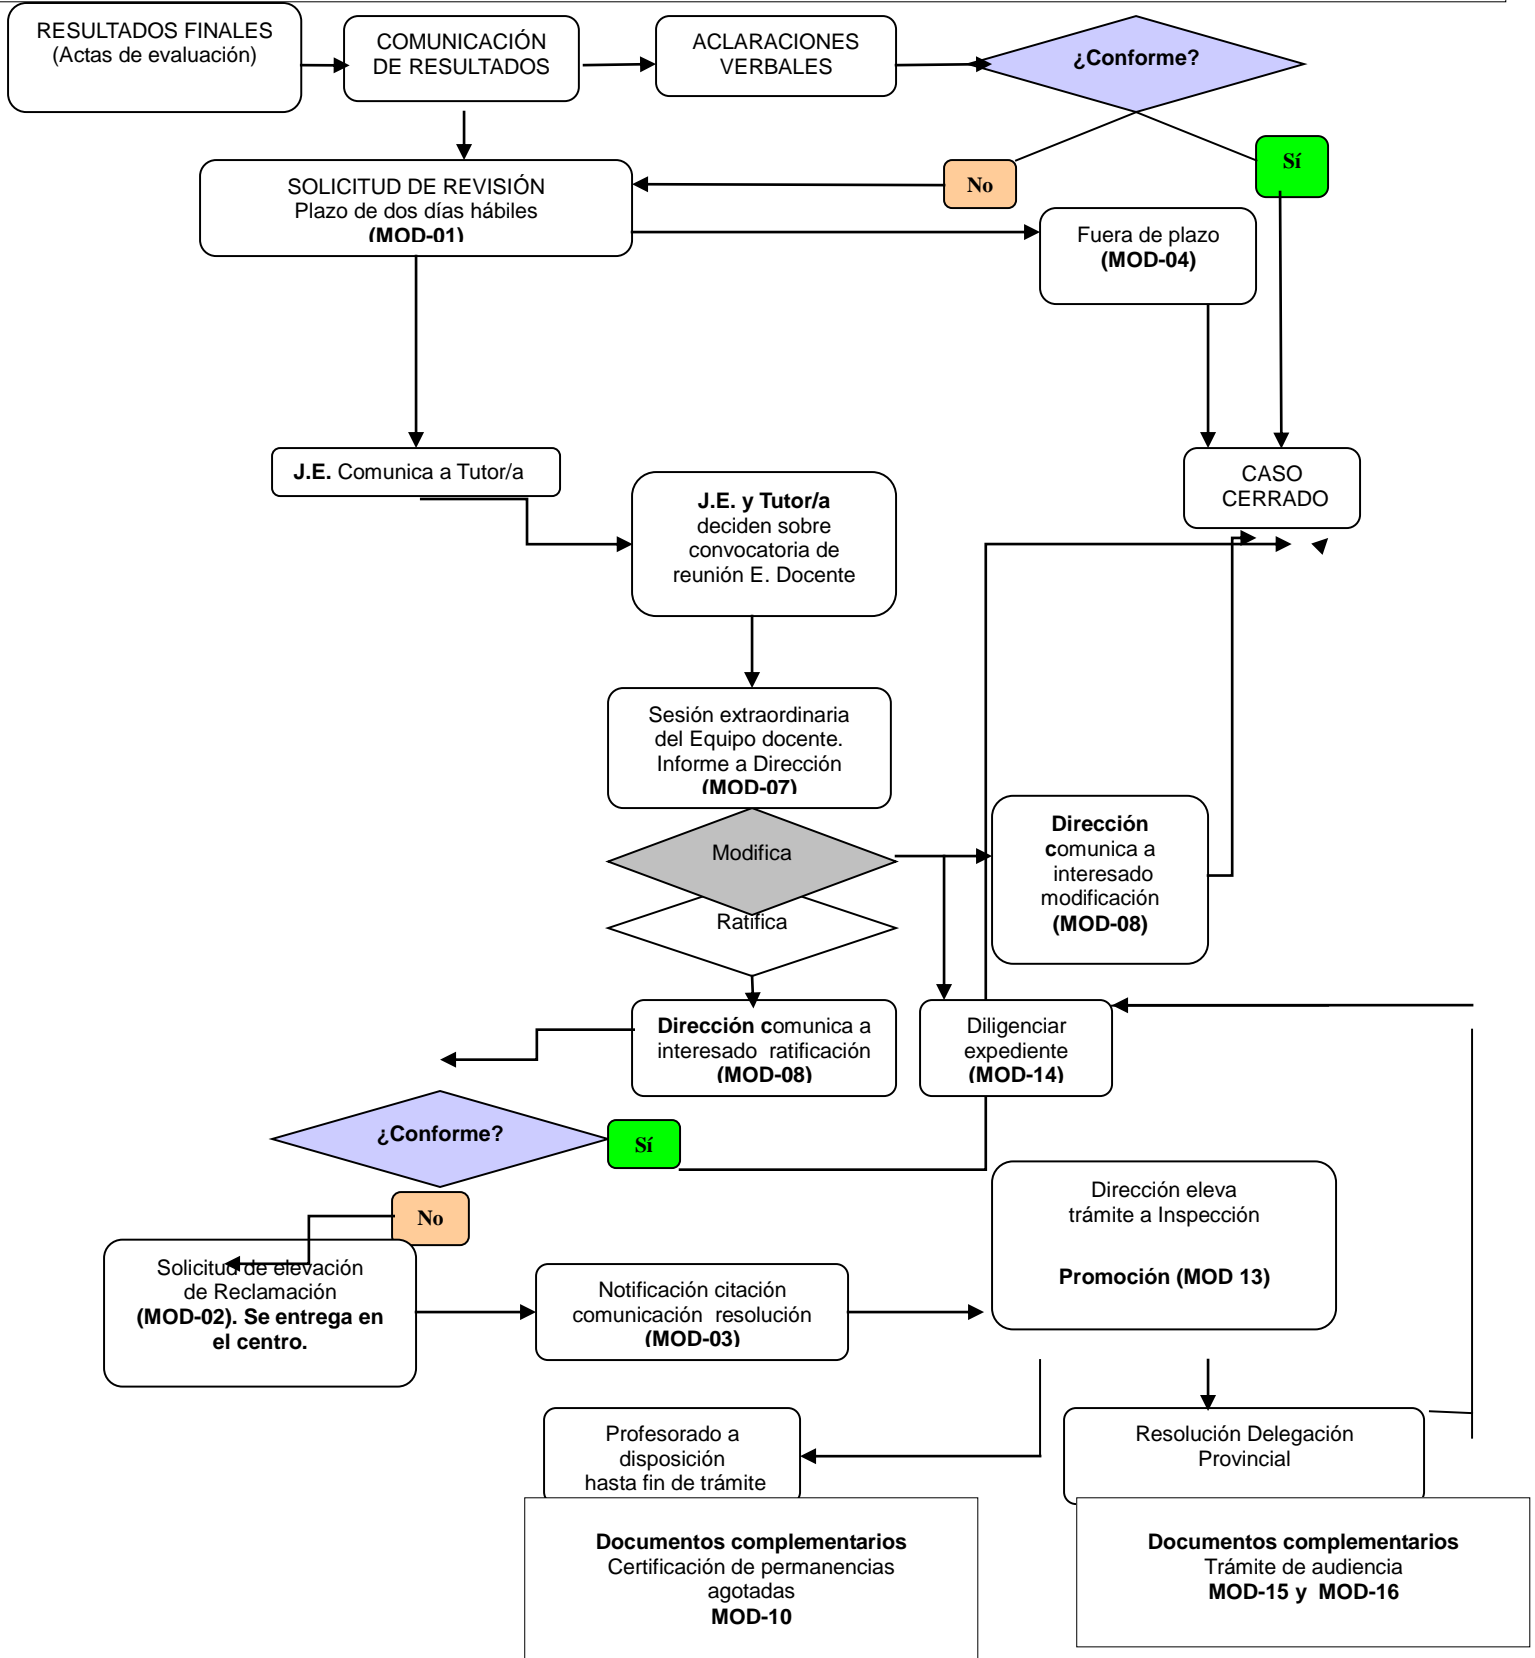 RESULTADOS FINALES
(Actas de evaluación)
COMUNICACIÓN
DE RESULTADOS
ACLARACIONES
VERBALES
¿Conforme?
No
Sí
SOLICITUD DE REVISIÓN
Plazo de dos días hábiles
(MOD-01)
Fuera de plazo
(MOD-04)
J.E. Comunica a Tutor/a
J.E. y Tutor/a
deciden sobre
convocatoria de
reunión E. Docente
CASO
CERRADO
Sesión extraordinaria
del Equipo docente.
Informe a Dirección
(MOD-07)
Modifica
Ratifica
Dirección
comunica a
interesado
modificación
(MOD-08)
Dirección comunica a
interesado ratificación
(MOD-08)
Diligenciar
expediente
(MOD-14)
¿Conforme?
Sí
No
Dirección eleva
trámite a Inspección
Promoción (MOD 13)
Solicitud de elevación
de Reclamación
(MOD-02). Se entrega en
el centro.
Notificación citación
comunicación resolución
(MOD-03)
Profesorado a
disposición
hasta fin de trámite
Resolución Delegación
Provincial
Documentos complementarios
Certificación de permanencias
agotadas
MOD-10
Documentos complementarios
Trámite de audiencia
MOD-15 y MOD-16